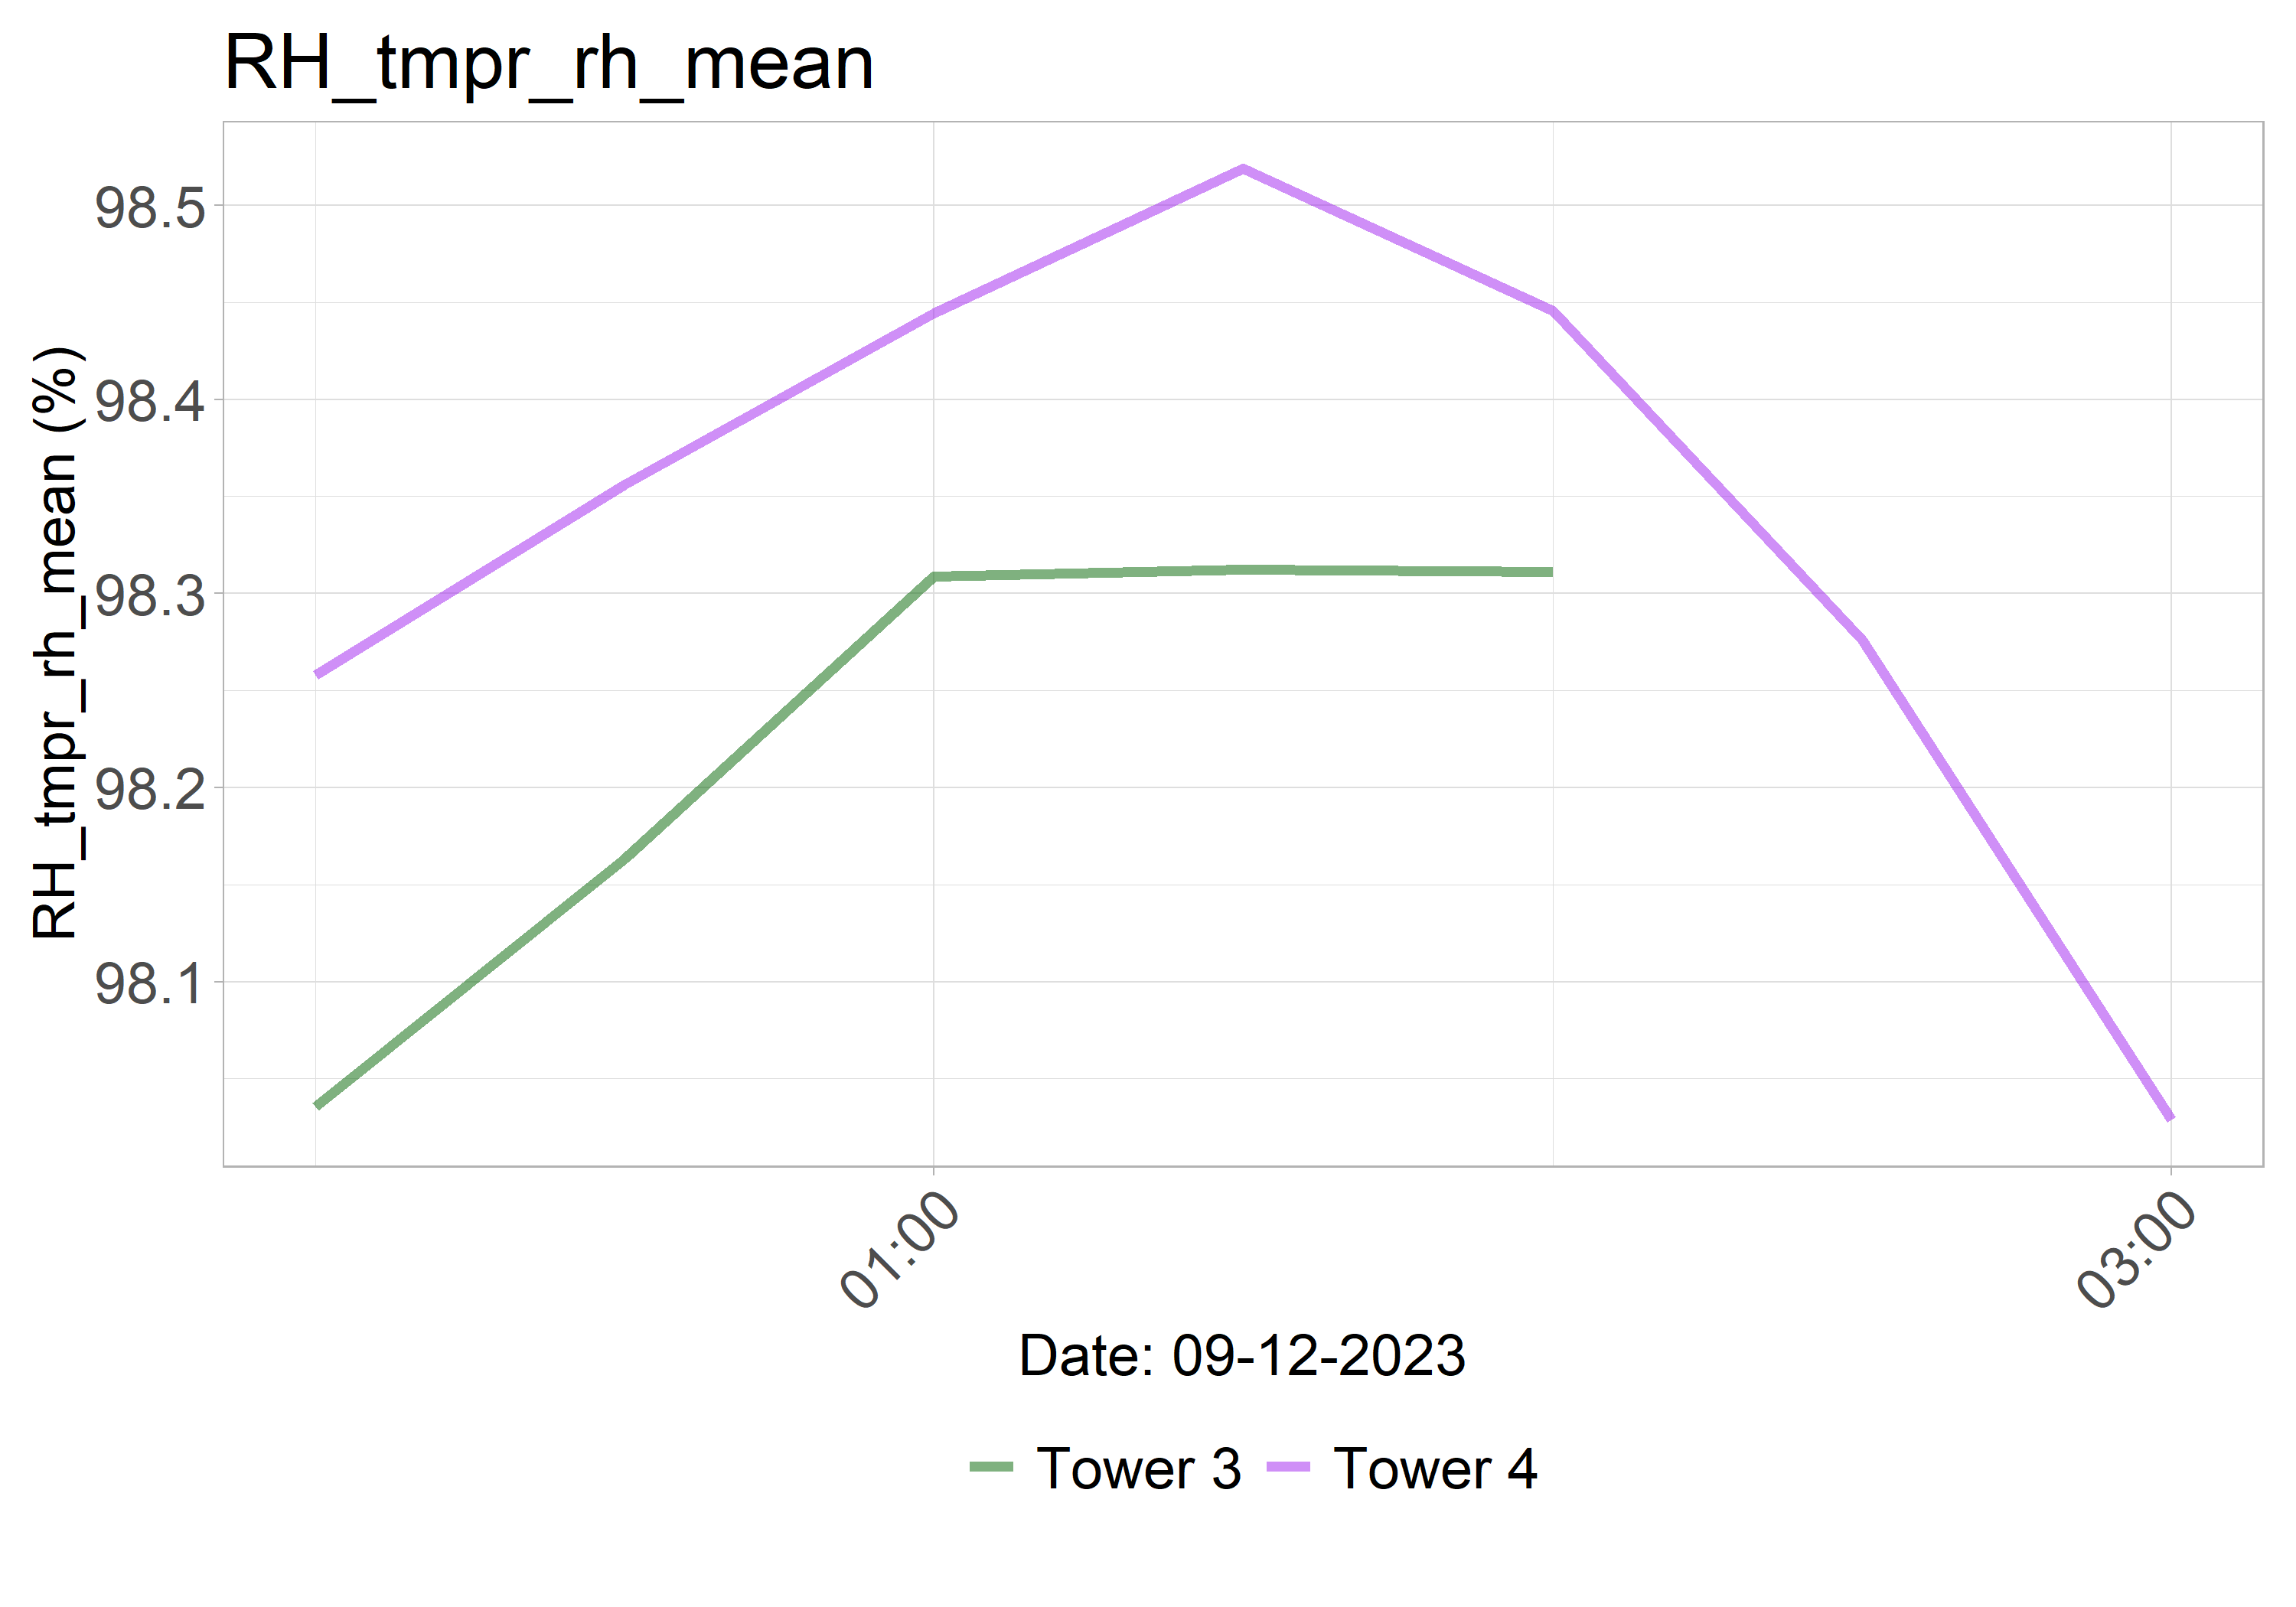 RH_tmpr_rh_mean
RH_tmpr_rh_mean (%)
98.5
98.4
98.3
98.2
98.1
01:00
03:00
Date: 09-12-2023
Tower 3
Tower 4